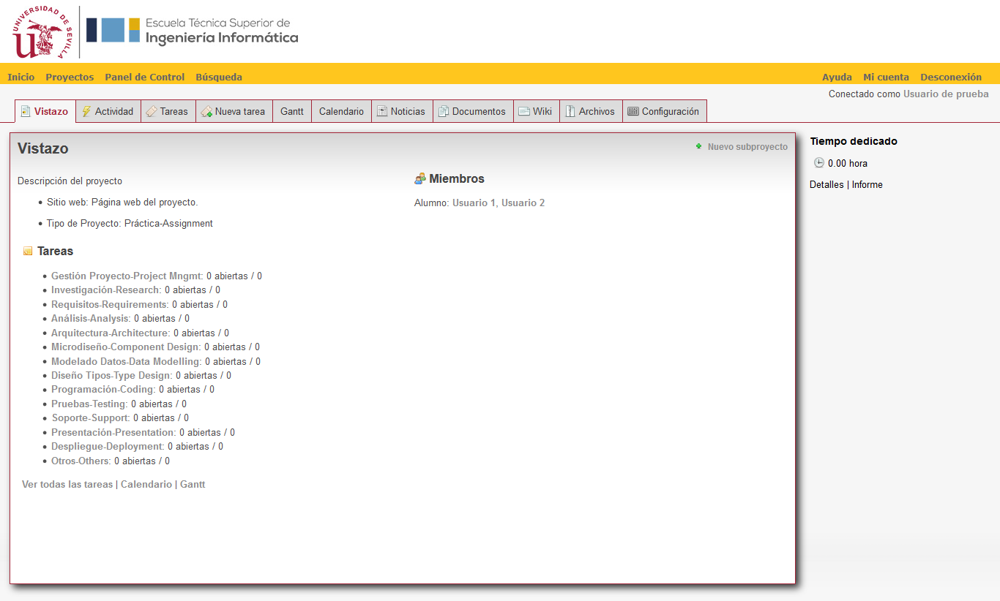 UNIVERSIDAD DE SEVILLA
Escuela Técnica Superior de
Ingeniería Informática
Inicio Proyectos Panel de Control Búsqueda Ayuda Mi cuenta Desconexión
Conectado como Usuario de prueba
Vistazo Actividad Tareas Nueva tarea Gantt Calendario Noticias Documentos Wiki Archivos Configuración
Vistazo
Nuevo subproyecto
Descripción del proyecto
• Sitio web: Página web del proyecto.
• Tipo de Proyecto: Práctica-Assignment
Tareas
• Gestión Proyecto-Project Mngmt: 0 abiertas / 0
• Investigación-Research: 0 abiertas / 0
• Requisitos-Requirements: 0 abiertas / 0
• Análisis-Analysis: 0 abiertas / 0
• Arquitectura-Architecture: 0 abiertas / 0
• Microdiseño-Component Design: 0 abiertas / 0
• Modelado Datos-Data Modelling: 0 abiertas / 0
• Diseño Tipos-Type Design: 0 abiertas / 0
• Programación-Coding: 0 abiertas / 0
• Pruebas-Testing: 0 abiertas / 0
• Soporte-Support: 0 abiertas / 0
• Presentación-Presentation: 0 abiertas / 0
• Despliegue-Deployment: 0 abiertas / 0
• Otros-Others: 0 abiertas / 0
Ver todas las tareas | Calendario | Gantt
Miembros
Alumno: Usuario 1, Usuario 2
Tiempo dedicado
0.00 hora
Detalles | Informe